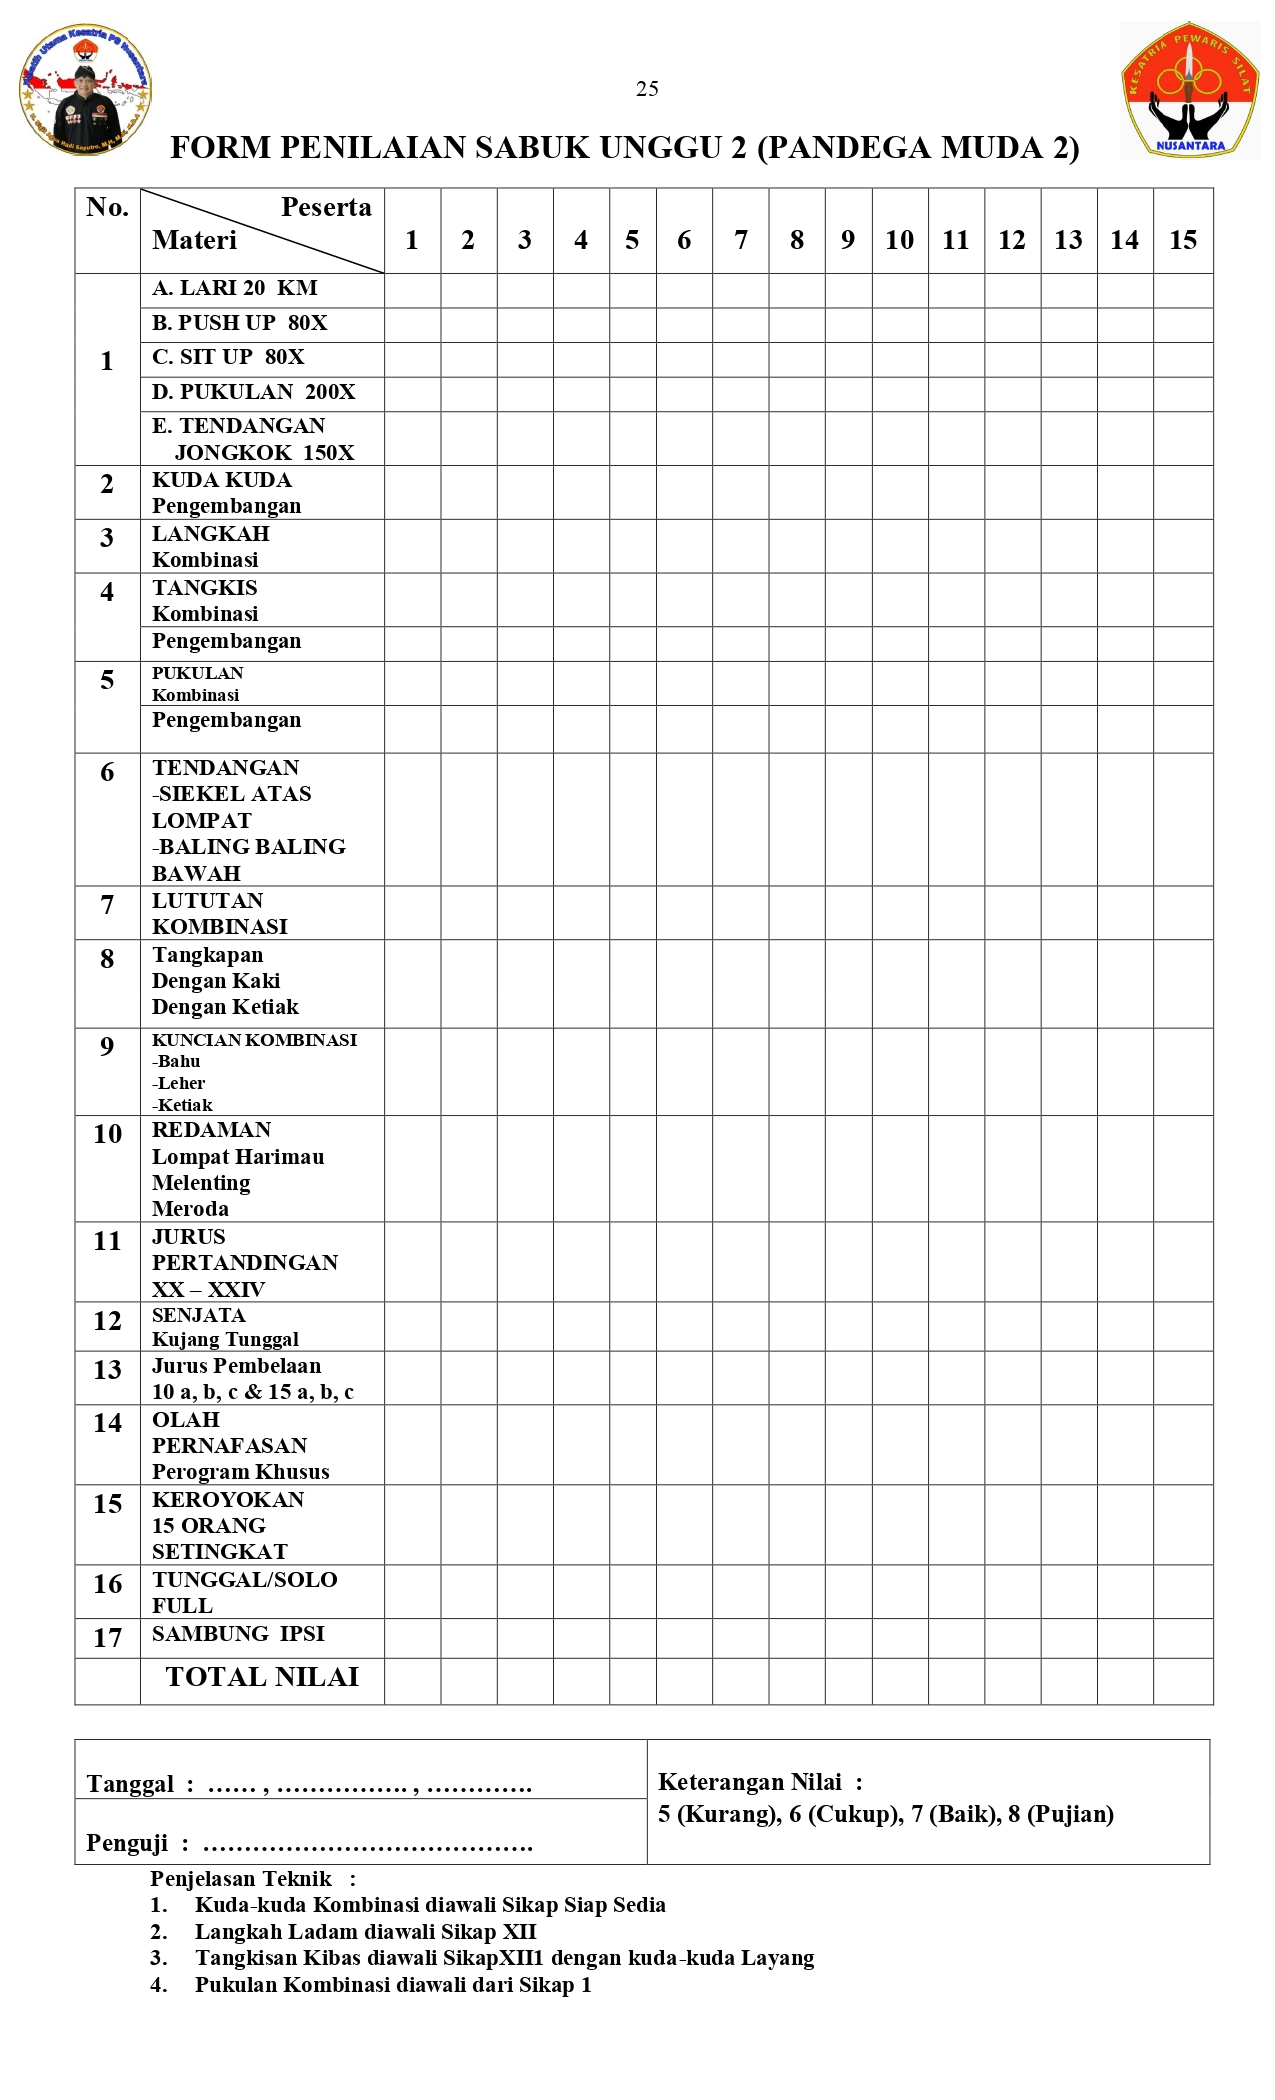 Pelatih Utama Kesatria PS Nusantara
KESATRIA PEWARIS SILAT
NUSANTARA
25
FORM PENILAIAN SABUK UNGGU 2 (PANDEGA MUDA 2)
No. Peserta
Materi 1 2 3 4 5 6 7 8 9 10 11 12 13 14 15
1
A. LARI 20 KM
B. PUSH UP 80X
C. SIT UP 80X
D. PUKULAN 200X
E. TENDANGAN
JONGKOK 150X
2 KUDA KUDA
Pengembangan
3 LANGKAH
Kombinasi
4 TANGKIS
Kombinasi
Pengembangan
5 PUKULAN
Kombinasi
Pengembangan
6 TENDANGAN
-SIEKEL ATAS
LOMPAT
-BALING BALING
BAWAH
7 LUTUTAN
KOMBINASI
8 Tangkapan
Dengan Kaki
Dengan Ketiak
9 KUNCIAN KOMBINASI
-Bahu
-Leher
-Ketiak
10 REDAMAN
Lompat Harimau
Melenting
Meroda
11 JURUS
PERTANDINGAN
XX – XXIV
12 SENJATA
Kujang Tunggal
13 Jurus Pembelaan
10 a, b, c & 15 a, b, c
14 OLAH
PERNAFASAN
Perogram Khusus
15 KEROYOKAN
15 ORANG
SETINGKAT
16 TUNGGAL/SOLO
FULL
17 SAMBUNG IPSI
TOTAL NILAI
Tanggal : …… , ……………. , ………….
Penguji : ………………………………….
Keterangan Nilai :
5 (Kurang), 6 (Cukup), 7 (Baik), 8 (Pujian)
Penjelasan Teknik :
1. Kuda-kuda Kombinasi diawali Sikap Siap Sedia
2. Langkah Ladam diawali Sikap XII
3. Tangkisan Kibas diawali SikapXII1 dengan kuda-kuda Layang
4. Pukulan Kombinasi diawali dari Sikap 1